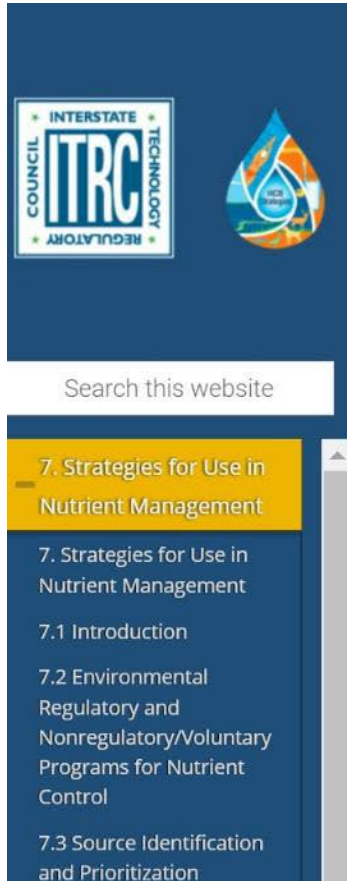 INTERSTATE
COUNCIL
ITRC
TECHNOLOGY
REGULATORY
HCB
Strategies
Search this website
7. Strategies for Use in
Nutrient Management
7. Strategies for Use in
Nutrient Management
7.1 Introduction
7.2 Environmental
Regulatory and
Nonregulatory/Voluntary
Programs for Nutrient
Control
7.3 Source Identification
and Prioritization